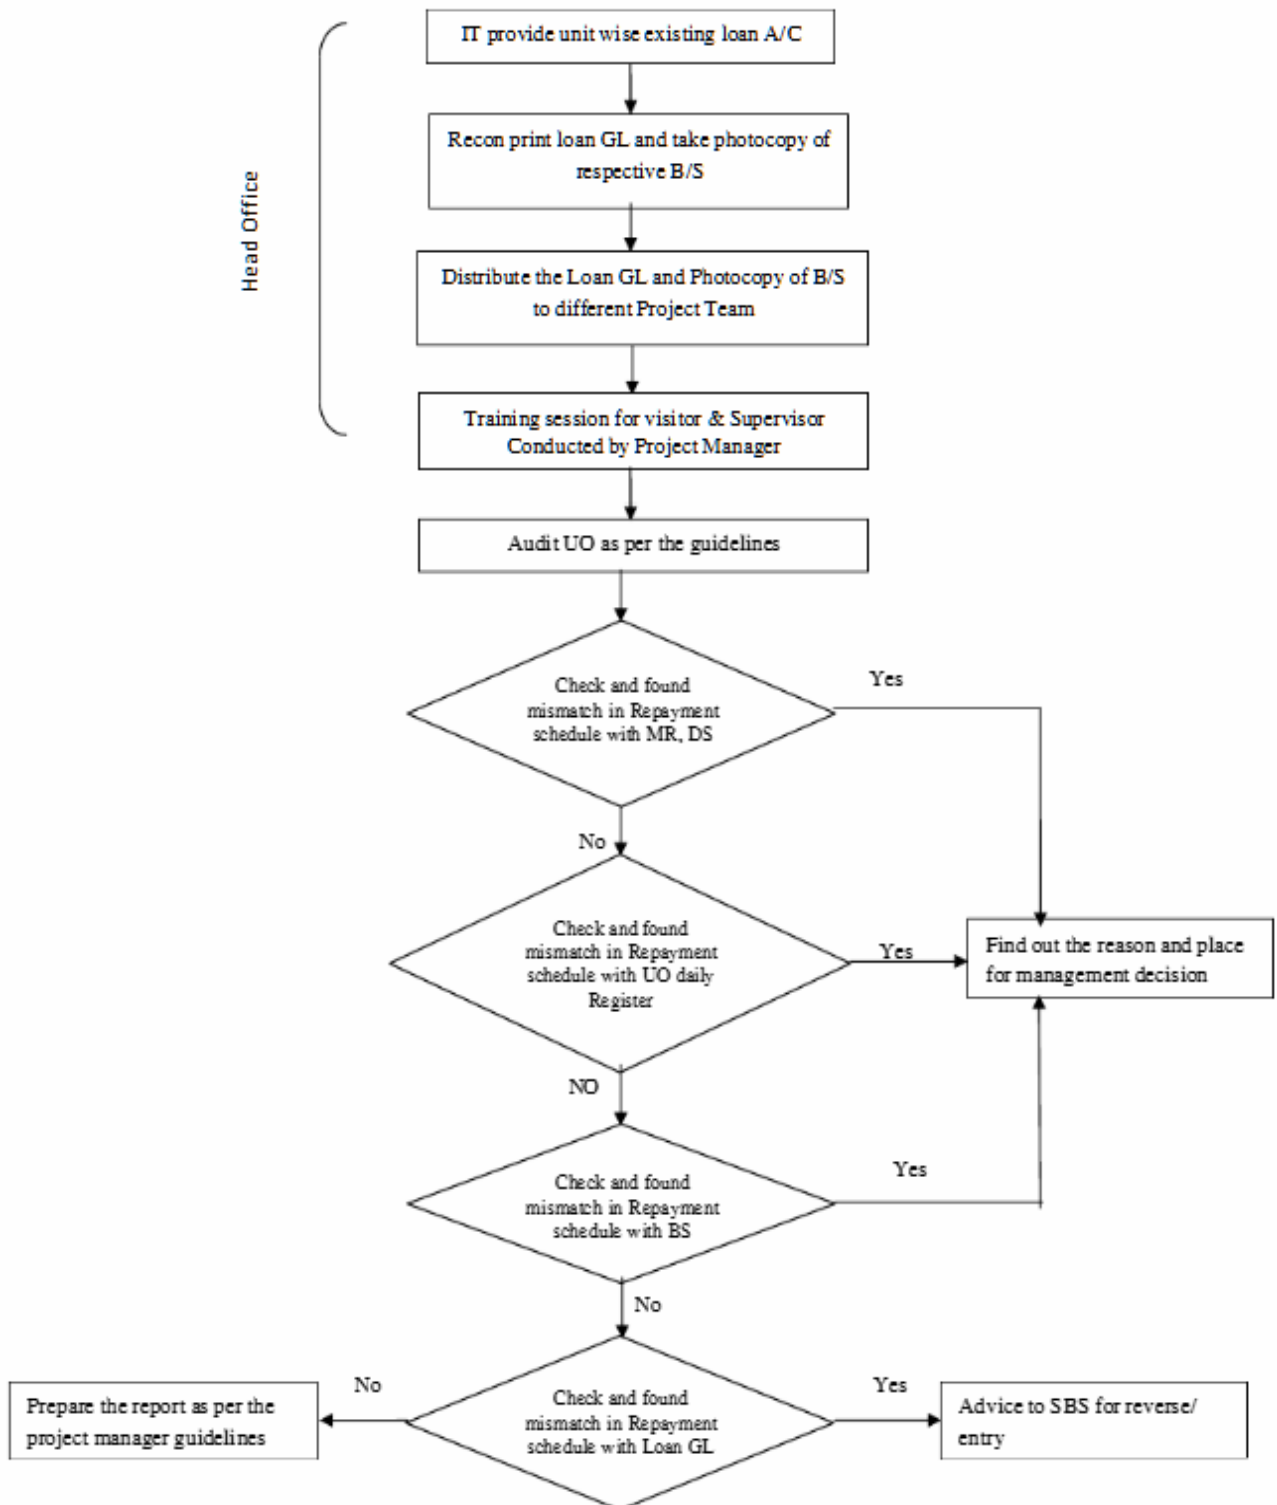 IT provide unit wise existing loan A/C
Recon print loan GL and take photocopy of
respective B/S
Head Office
Distribute the Loan GL and Photocopy of B/S
to different Project Team
Training session for visitor & Supervisor
Conducted by Project Manager
Audit UO as per the guidelines
Check and found
mismatch in Repayment
schedule with MR, DS
Yes
No
Check and found
mismatch in Repayment
schedule with UO daily
Register
Yes
Find out the reason and place
for management decision
NO
Check and found
mismatch in Repayment
schedule with BS
Yes
No
Check and found
mismatch in Repayment
schedule with Loan GL
No
Prepare the report as per the
project manager guidelines
Yes
Advice to SBS for reverse/
entry